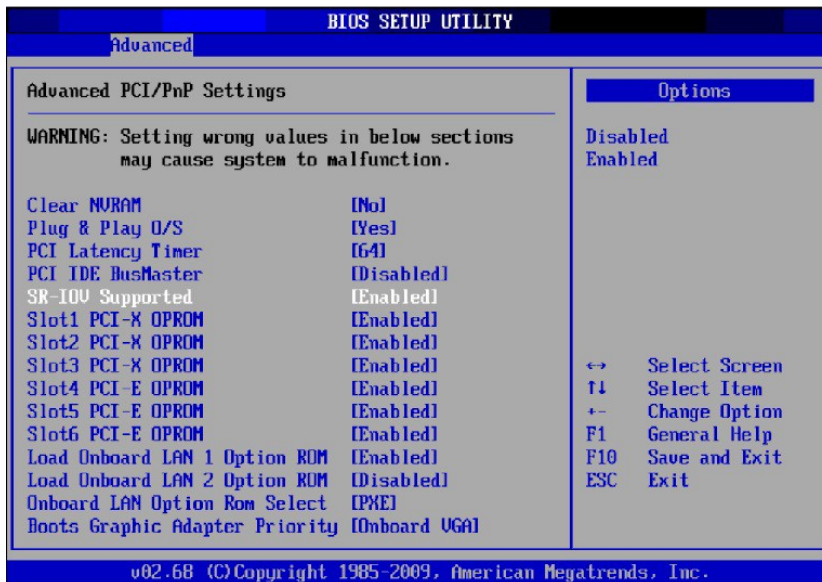 BIOS SETUP UTILITY
Advanced
Advanced PCI/PnP Settings
WARNING: Setting wrong values in below sections
may cause system to malfunction.
Clear NVRAM [No]
Plug & Play O/S [Yes]
PCI Latency Timer [64]
PCI IDE BusMaster [Disabled]
SR-IOV Supported [Enabled]
Slot1 PCI-X OPROM [Enabled]
Slot2 PCI-X OPROM [Enabled]
Slot3 PCI-X OPROM [Enabled]
Slot4 PCI-E OPROM [Enabled]
Slot5 PCI-E OPROM [Enabled]
Slot6 PCI-E OPROM [Enabled]
Load Onboard LAN 1 Option ROM [Enabled]
Load Onboard LAN 2 Option ROM [Disabled]
Onboard LAN Option Rom Select [PXE]
Boots Graphic Adapter Priority [Onboard VGA]
Options
Disabled
Enabled
↔ Select Screen
↑↓ Select Item
+- Change Option
F1 General Help
F10 Save and Exit
ESC Exit
v02.68 (C)Copyright 1985-2009, American Megatrends, Inc.